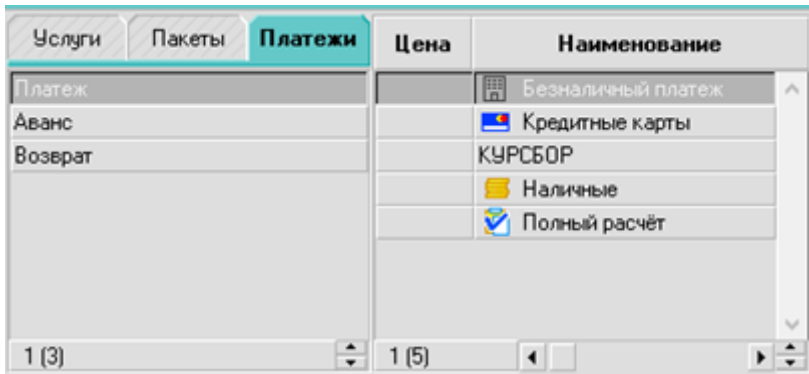 Услуги Пакеты Платежи Цена Наименование
Платеж Безналичный платеж
Аванс Кредитные карты
Возврат КУРСБОР
Наличные
Полный расчёт
1 (3) 1 (5)